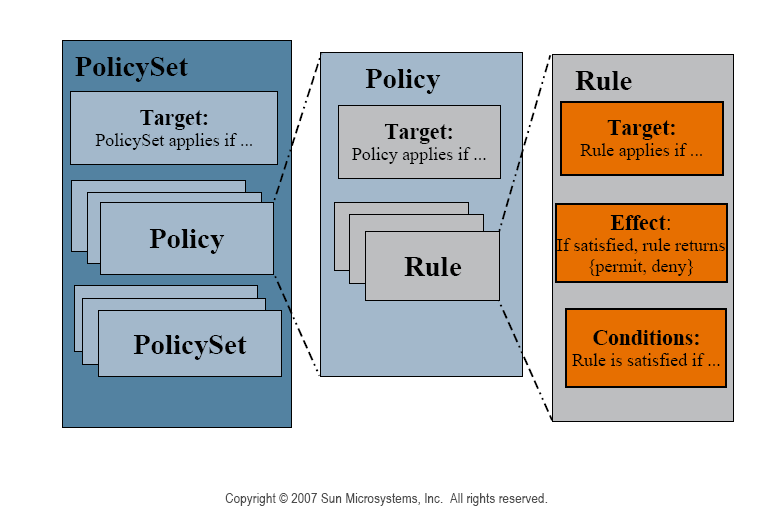 PolicySet
Target:
PolicySet applies if ...
Policy
PolicySet
Policy
Target:
Policy applies if ...
Rule
Rule
Target:
Rule applies if ...
Effect:
If satisfied, rule returns
{permit, deny}
Conditions:
Rule is satisfied if ...
Copyright © 2007 Sun Microsystems, Inc.  All rights reserved.